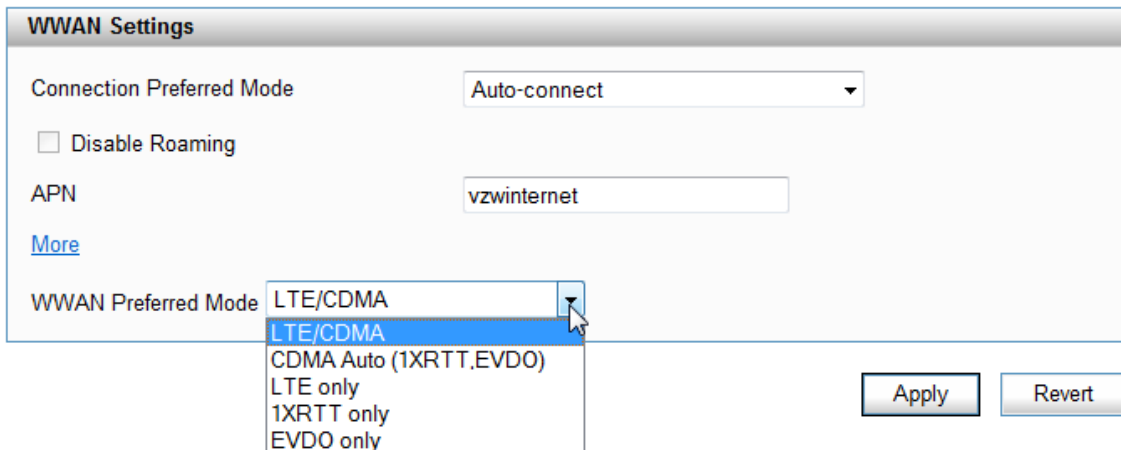 WWAN Settings
Connection Preferred Mode Auto-connect
Disable Roaming
APN vzwinternet
More
WWAN Preferred Mode LTE/CDMA
LTE/CDMA
CDMA Auto (1XRTT,EVDO)
LTE only
Apply Revert
1XRTT only
EVDO only